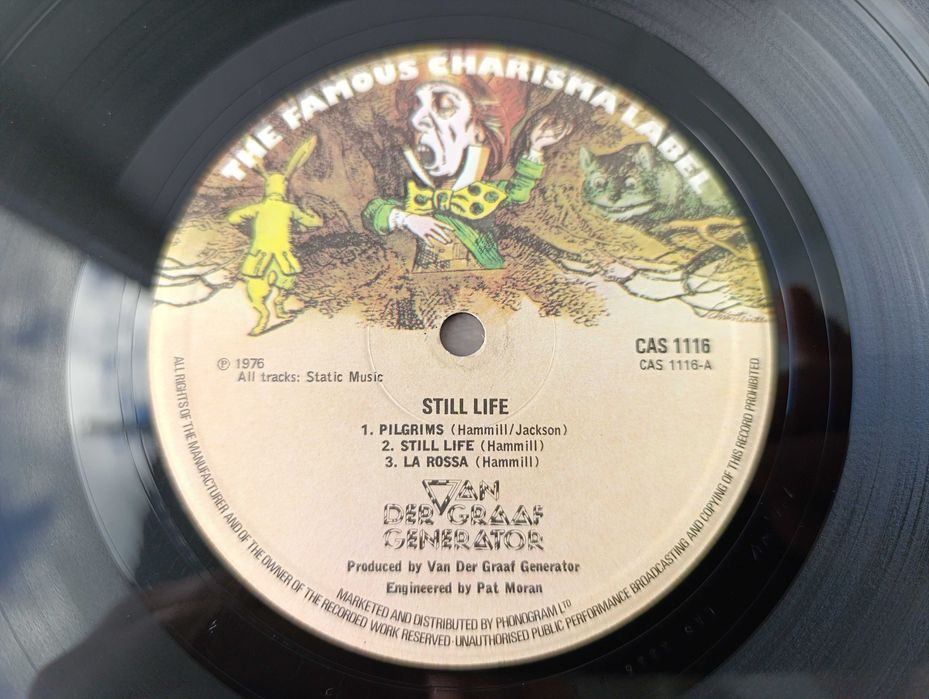 THE FAMOUS CHARISMA LABEL
CAS 1116
CAS 1116-A
Ⓟ 1976
All tracks: Static Music
STILL LIFE
1. PILGRIMS (Hammill/Jackson)
2. STILL LIFE (Hammill)
3. LA ROSSA (Hammill)
VAN
DER GRAAF
GENERATOR
Produced by Van Der Graaf Generator
Engineered by Pat Moran
MARKETED AND DISTRIBUTED BY PHONOGRAM LTD
ALL RIGHTS OF THE MANUFACTURER AND OF THE OWNER OF THE RECORDED WORK RESERVED·UNAUTHORISED PUBLIC PERFORMANCE BROADCASTING AND COPYING OF THIS RECORD PROHIBITED